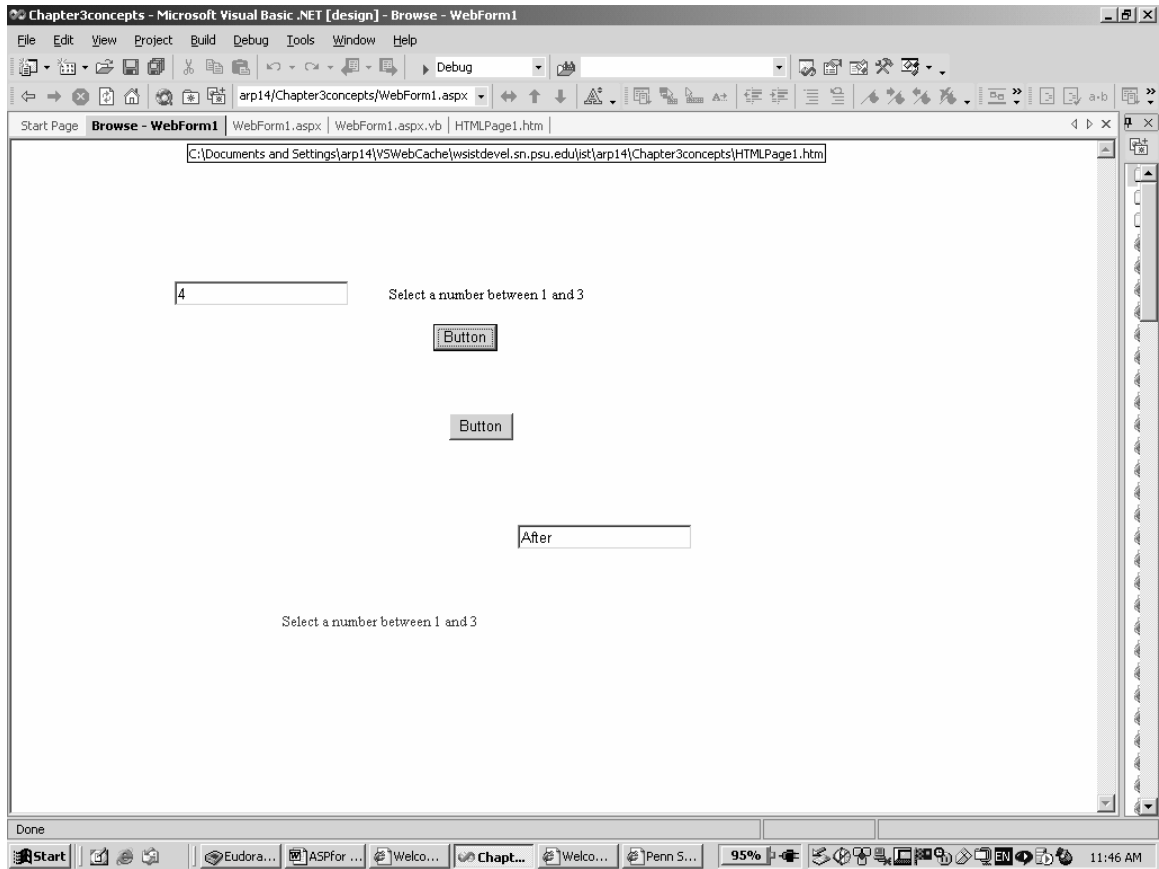 Chapter3concepts - Microsoft Visual Basic .NET [design] - Browse - WebForm1
File Edit View Project Build Debug Tools Window Help
Debug
arp14/Chapter3concepts/WebForm1.aspx
Start Page Browse - WebForm1 WebForm1.aspx WebForm1.aspx.vb HTMLPage1.htm
C:\Documents and Settings\arp14\VSWebCache\wsistdevel.sn.psu.edu\ist\arp14\Chapter3concepts\HTMLPage1.htm
4 Select a number between 1 and 3
Button
Button
After
Select a number between 1 and 3
Done
Start Eudora... ASPfor ... Welco... Chapt... Welco... Penn S... 95% EN 11:46 AM